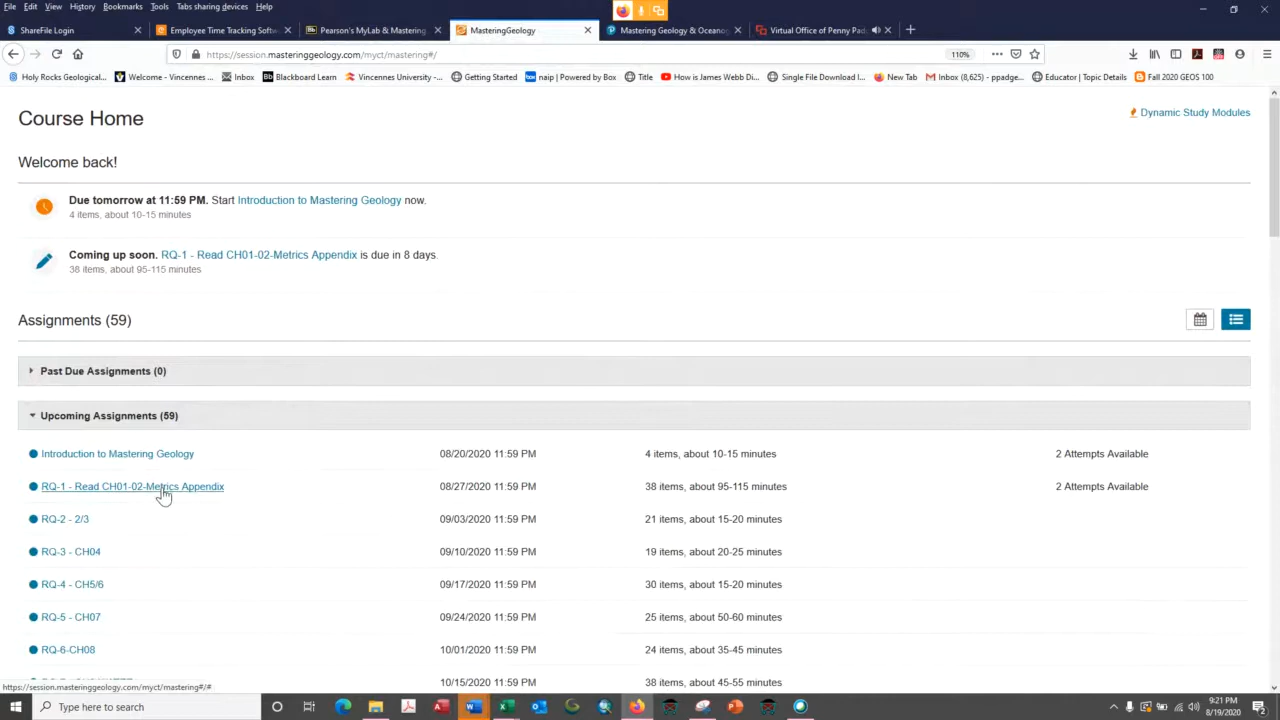 File Edit View History Bookmarks Tools Tabs sharing devices Help
ShareFile Login
Employee Time Tracking Softw
Pearson's MyLab & Mastering
MasteringGeology
Mastering Geology & Oceanog
Virtual Office of Penny Pad
https://session.masteringgeology.com/myct/mastering#/
110%
Holy Rocks Geological...
Welcome - Vincennes ...
Inbox
Blackboard Learn
Vincennes University -...
Getting Started
naip | Powered by Box
Title
How is James Webb Di...
Single File Download I...
New Tab
Inbox (8,625) - ppadge...
Educator | Topic Details
Fall 2020 GEOS 100
Course Home
Dynamic Study Modules
Welcome back!
Due tomorrow at 11:59 PM. Start Introduction to Mastering Geology now.
4 items, about 10-15 minutes
Coming up soon. RQ-1 - Read CH01-02-Metrics Appendix is due in 8 days.
38 items, about 95-115 minutes
Assignments (59)
Past Due Assignments (0)
Upcoming Assignments (59)
Introduction to Mastering Geology 08/20/2020 11:59 PM 4 items, about 10-15 minutes 2 Attempts Available
RQ-1 - Read CH01-02-Metrics Appendix 08/27/2020 11:59 PM 38 items, about 95-115 minutes 2 Attempts Available
RQ-2 - 2/3 09/03/2020 11:59 PM 21 items, about 15-20 minutes
RQ-3 - CH04 09/10/2020 11:59 PM 19 items, about 20-25 minutes
RQ-4 - CH5/6 09/17/2020 11:59 PM 30 items, about 15-20 minutes
RQ-5 - CH07 09/24/2020 11:59 PM 25 items, about 50-60 minutes
RQ-6-CH08 10/01/2020 11:59 PM 24 items, about 35-45 minutes
10/15/2020 11:59 PM 38 items, about 45-55 minutes
https://session.masteringgeology.com/myct/mastering#/#
Type here to search
9:21 PM
8/19/2020